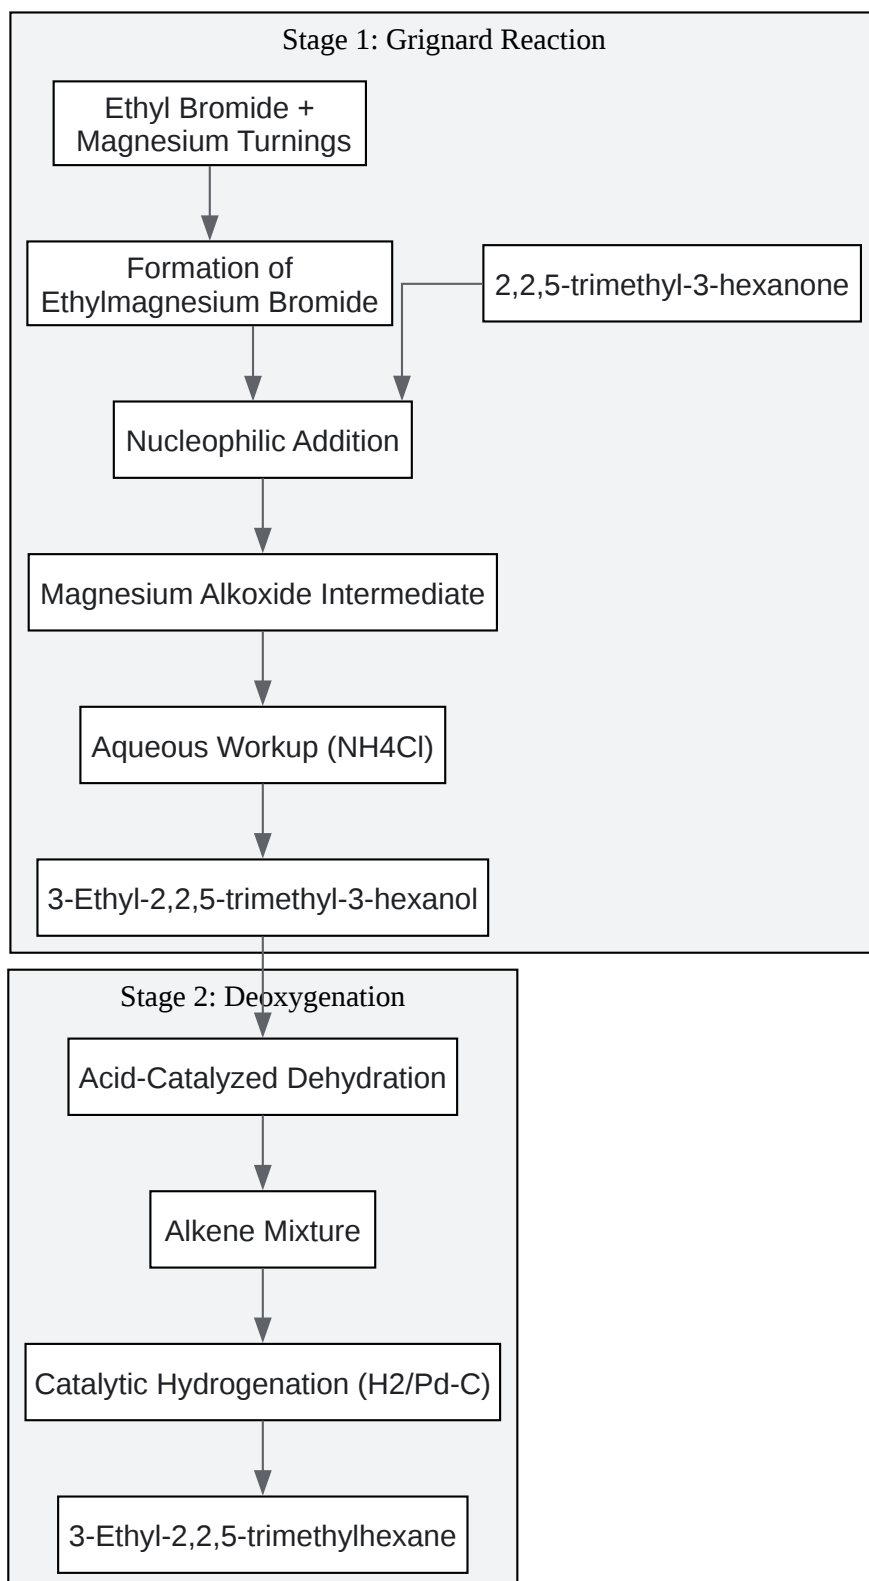 Stage 1: Grignard Reaction
Ethyl Bromide +
Magnesium Turnings
Formation of
Ethylmagnesium Bromide
2,2,5-trimethyl-3-hexanone
Nucleophilic Addition
Magnesium Alkoxide Intermediate
Aqueous Workup (NH4Cl)
3-Ethyl-2,2,5-trimethyl-3-hexanol
Stage 2: Deoxygenation
Acid-Catalyzed Dehydration
Alkene Mixture
Catalytic Hydrogenation (H2/Pd-C)
3-Ethyl-2,2,5-trimethylhexane